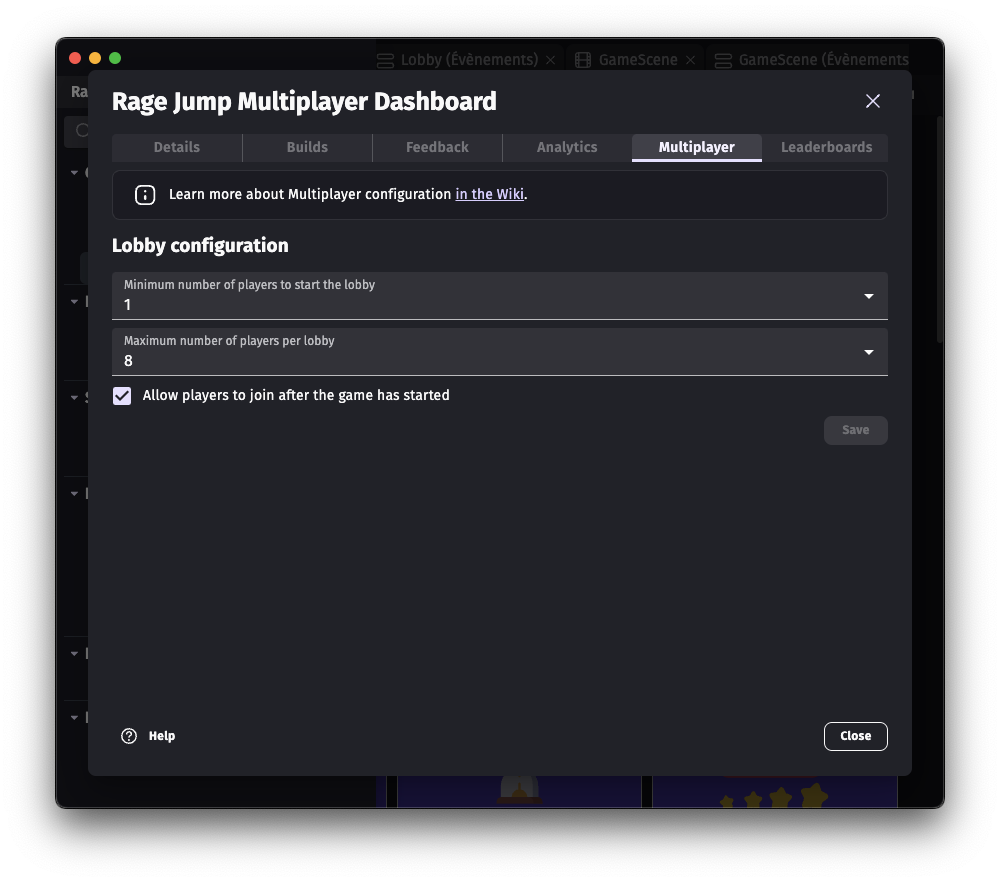 Lobby (Évènements)
GameScene
GameScene (Évènements
Ra
Rage Jump Multiplayer Dashboard
Details
Builds
Feedback
Analytics
Multiplayer
Leaderboards
Learn more about Multiplayer configuration in the Wiki.
Lobby configuration
Minimum number of players to start the lobby
1
Maximum number of players per lobby
8
Allow players to join after the game has started
Save
Help
Close